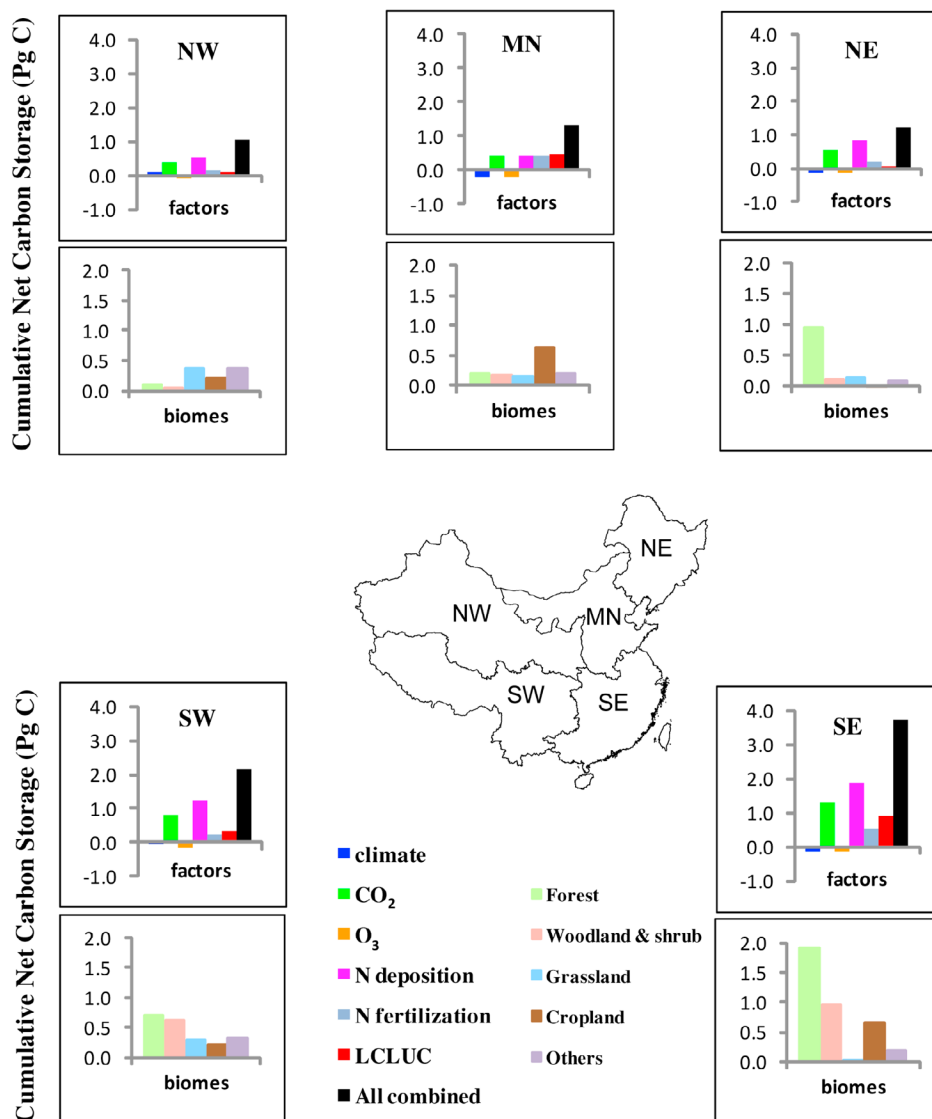 Cumulative Net Carbon Storage (Pg C)
NW
4.0
3.0
2.0
1.0
0.0
-1.0
factors
MN
4.0
3.0
2.0
1.0
0.0
-1.0
factors
NE
4.0
3.0
2.0
1.0
0.0
-1.0
factors
2.0
1.5
1.0
0.5
0.0
biomes
2.0
1.5
1.0
0.5
0.0
biomes
2.0
1.5
1.0
0.5
0.0
biomes
NE
NW
MN
SW
SE
Cumulative Net Carbon Storage (Pg C)
SW
4.0
3.0
2.0
1.0
0.0
-1.0
factors
SE
4.0
3.0
2.0
1.0
0.0
-1.0
factors
2.0
1.5
1.0
0.5
0.0
biomes
climate
CO₂
O₃
N deposition
N fertilization
LCLUC
All combined
Forest
Woodland & shrub
Grassland
Cropland
Others
2.0
1.5
1.0
0.5
0.0
biomes